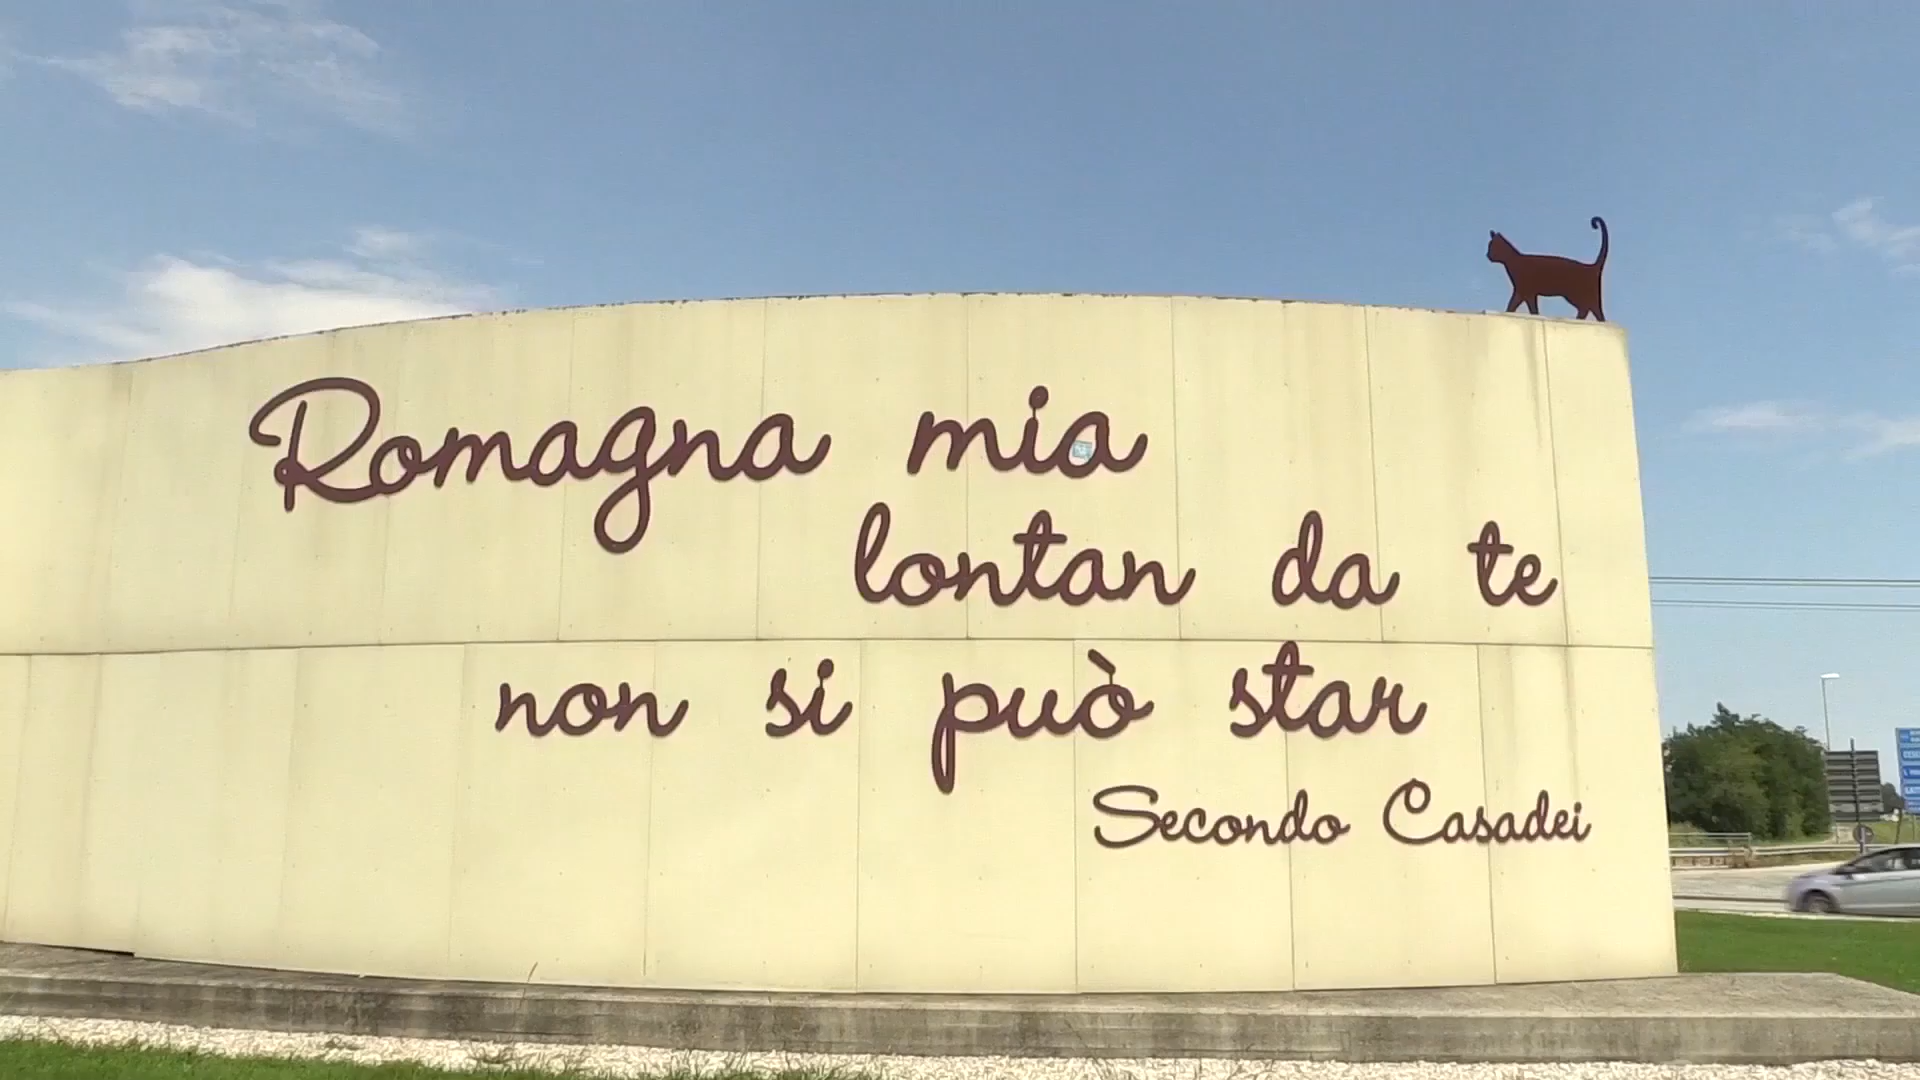 Romagna mia
lontan da te
non si può star
Secondo Casadei